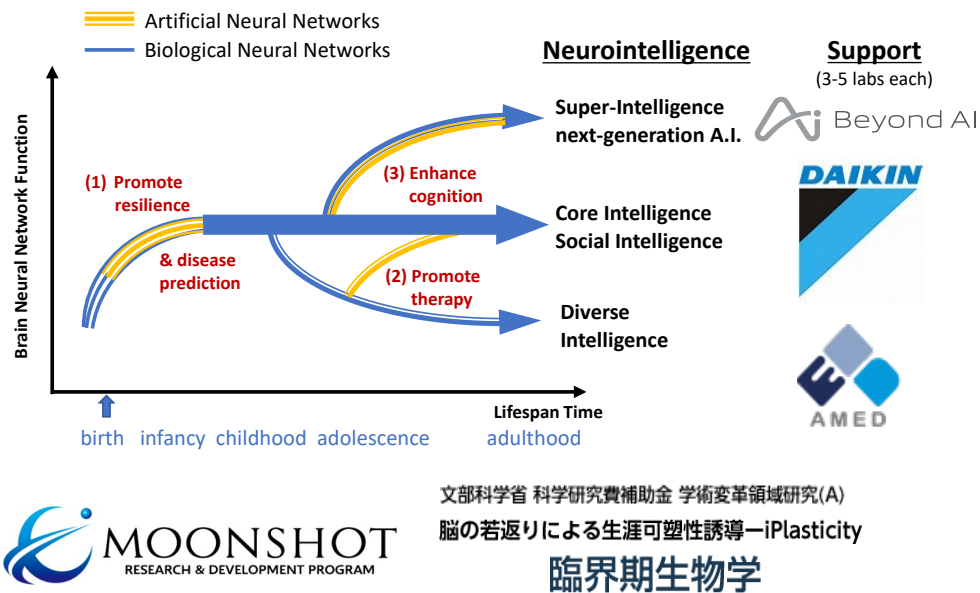 Artificial Neural Networks
Biological Neural Networks
Neurointelligence
Support
(3-5 labs each)
Brain Neural Network Function
(1) Promote
resilience
& disease
prediction
(3) Enhance
cognition
(2) Promote
therapy
Super-Intelligence
next-generation A.I.
Ai Beyond AI
Core Intelligence
Social Intelligence
DAIKIN
Diverse
Intelligence
AMED
Lifespan Time
birth infancy childhood adolescence adulthood
MOONSHOT
RESEARCH & DEVELOPMENT PROGRAM
文部科学省 科学研究費補助金 学術変革領域研究(A)
脳の若返りによる生涯可塑性誘導ーiPlasticity
臨界期生物学